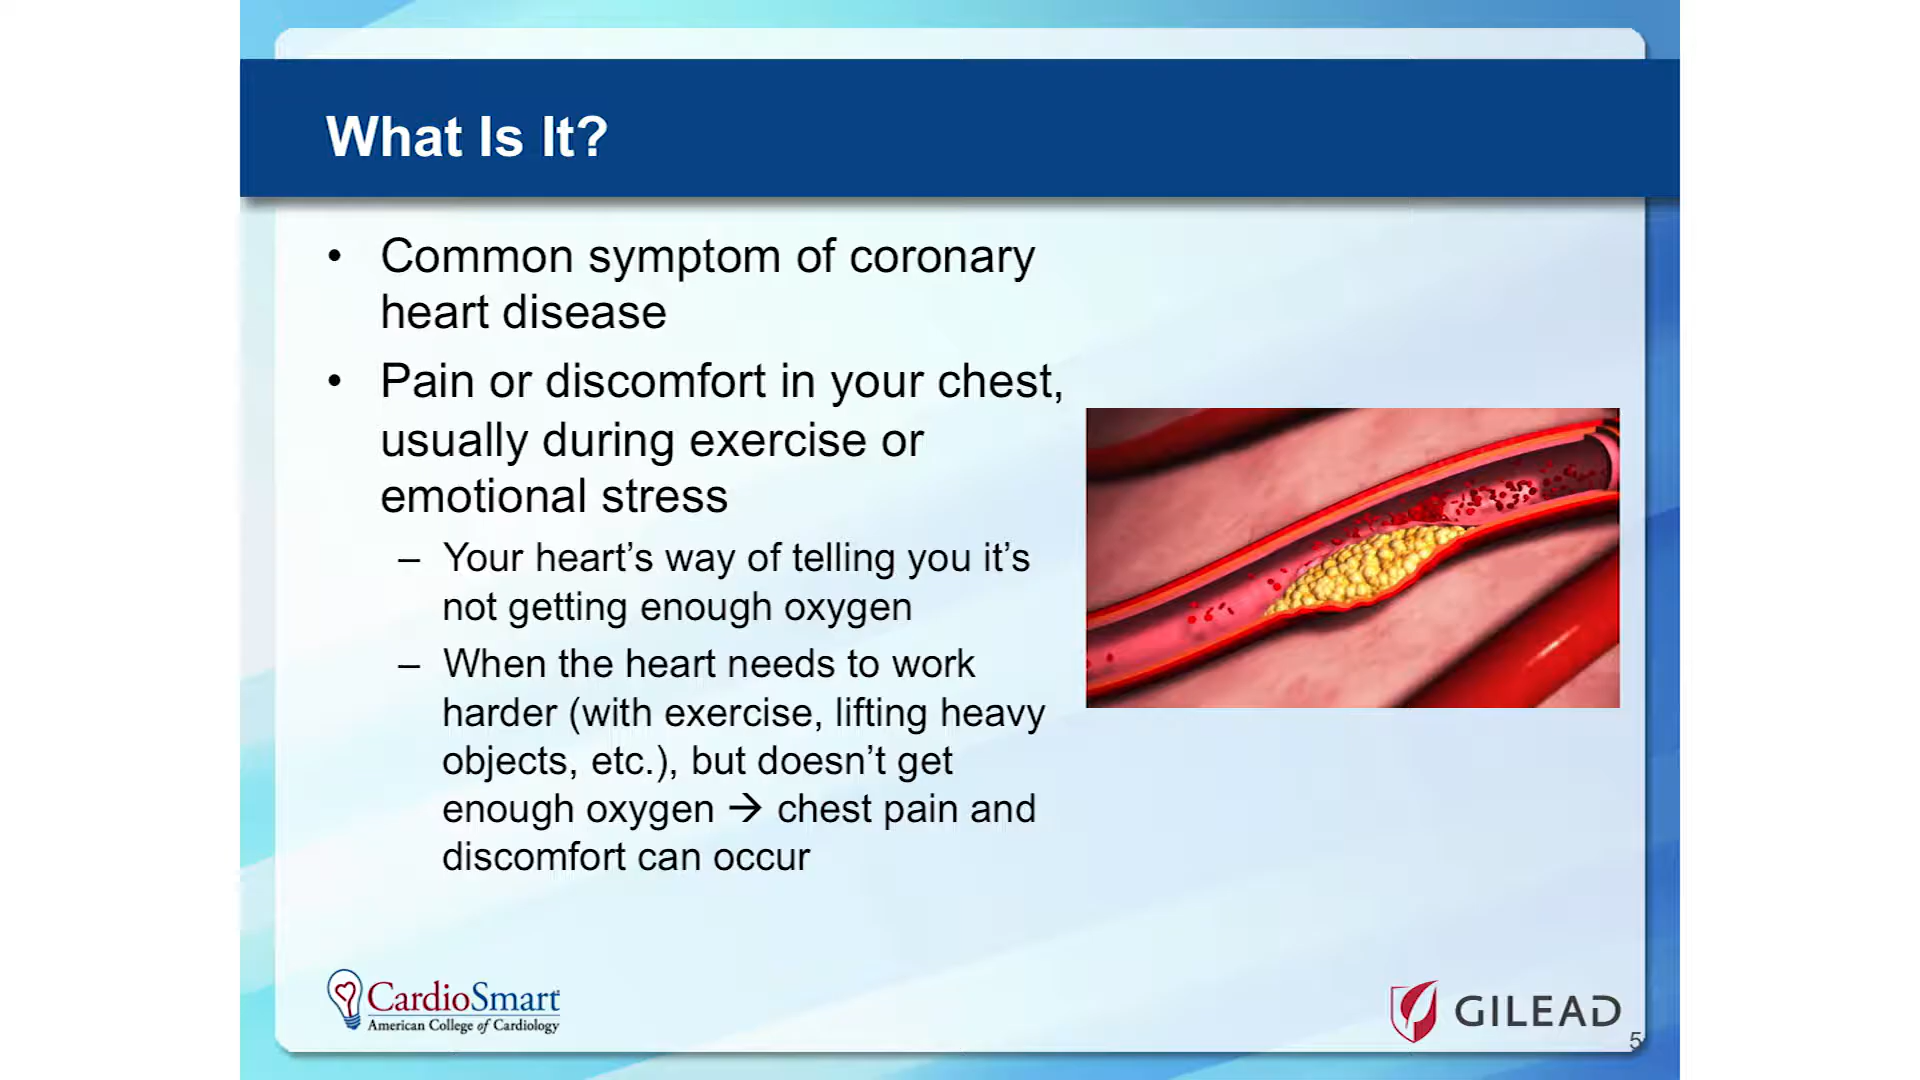 What Is It?
• Common symptom of coronary
heart disease
• Pain or discomfort in your chest,
usually during exercise or
emotional stress
– Your heart’s way of telling you it’s
not getting enough oxygen
– When the heart needs to work
harder (with exercise, lifting heavy
objects, etc.), but doesn’t get
enough oxygen → chest pain and
discomfort can occur
CardioSmart
American College of Cardiology
GILEAD
5